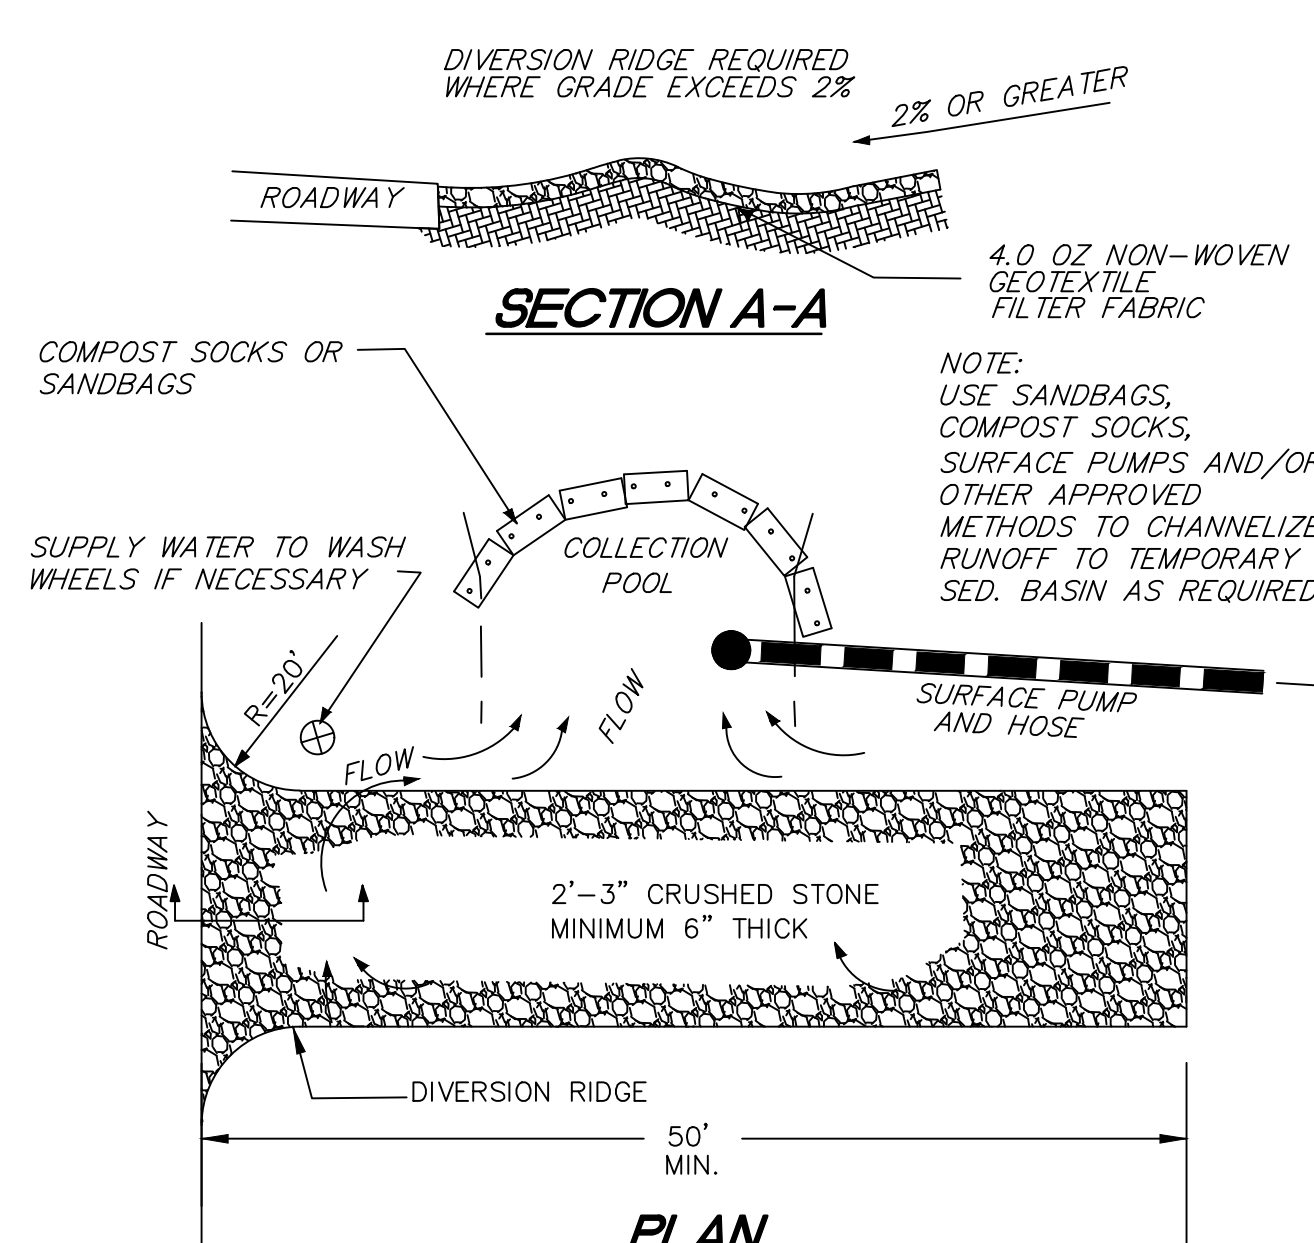 DIVERSION RIDGE REQUIRED
WHERE GRADE EXCEEDS 2%
2% OR GREATER
ROADWAY
4.0 OZ NON-WOVEN
GEOTEXTILE
FILTER FABRIC
SECTION A-A
COMPOST SOCKS OR
SANDBAGS
NOTE:
USE SANDBAGS,
COMPOST SOCKS,
SURFACE PUMPS AND/OR
OTHER APPROVED
METHODS TO CHANNELIZE
RUNOFF TO TEMPORARY
SED. BASIN AS REQUIRED
SUPPLY WATER TO WASH
WHEELS IF NECESSARY
COLLECTION
POOL
R=20'
FLOW
FLOW
SURFACE PUMP
AND HOSE
ROADWAY
2'-3" CRUSHED STONE
MINIMUM 6" THICK
DIVERSION RIDGE
50'
MIN.
PLAN